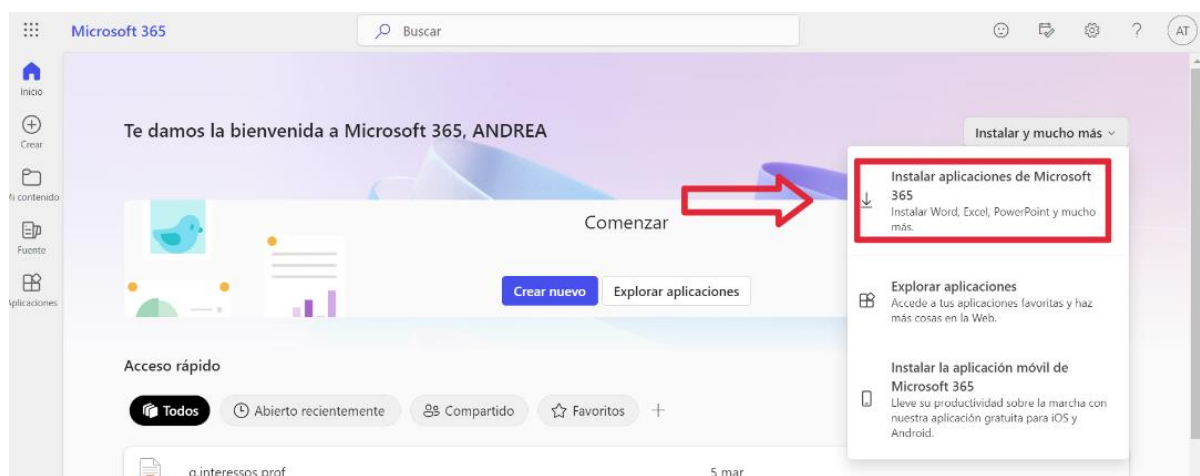 Microsoft 365
Buscar
AT
Inicio
Crear
Mi contenido
Fuente
Aplicaciones
Te damos la bienvenida a Microsoft 365, ANDREA
Instalar y mucho más
Instalar aplicaciones de Microsoft
365
Instalar Word, Excel, PowerPoint y mucho
más.
Comenzar
Crear nuevo
Explorar aplicaciones
Explorar aplicaciones
Accede a tus aplicaciones favoritas y haz
más cosas en la Web.
Instalar la aplicación móvil de
Microsoft 365
Lleve su productividad sobre la marcha con
nuestra aplicación gratuita para iOS y
Android.
Acceso rápido
Todos
Abierto recientemente
Compartido
Favoritos
q.interessos prof
5 mar